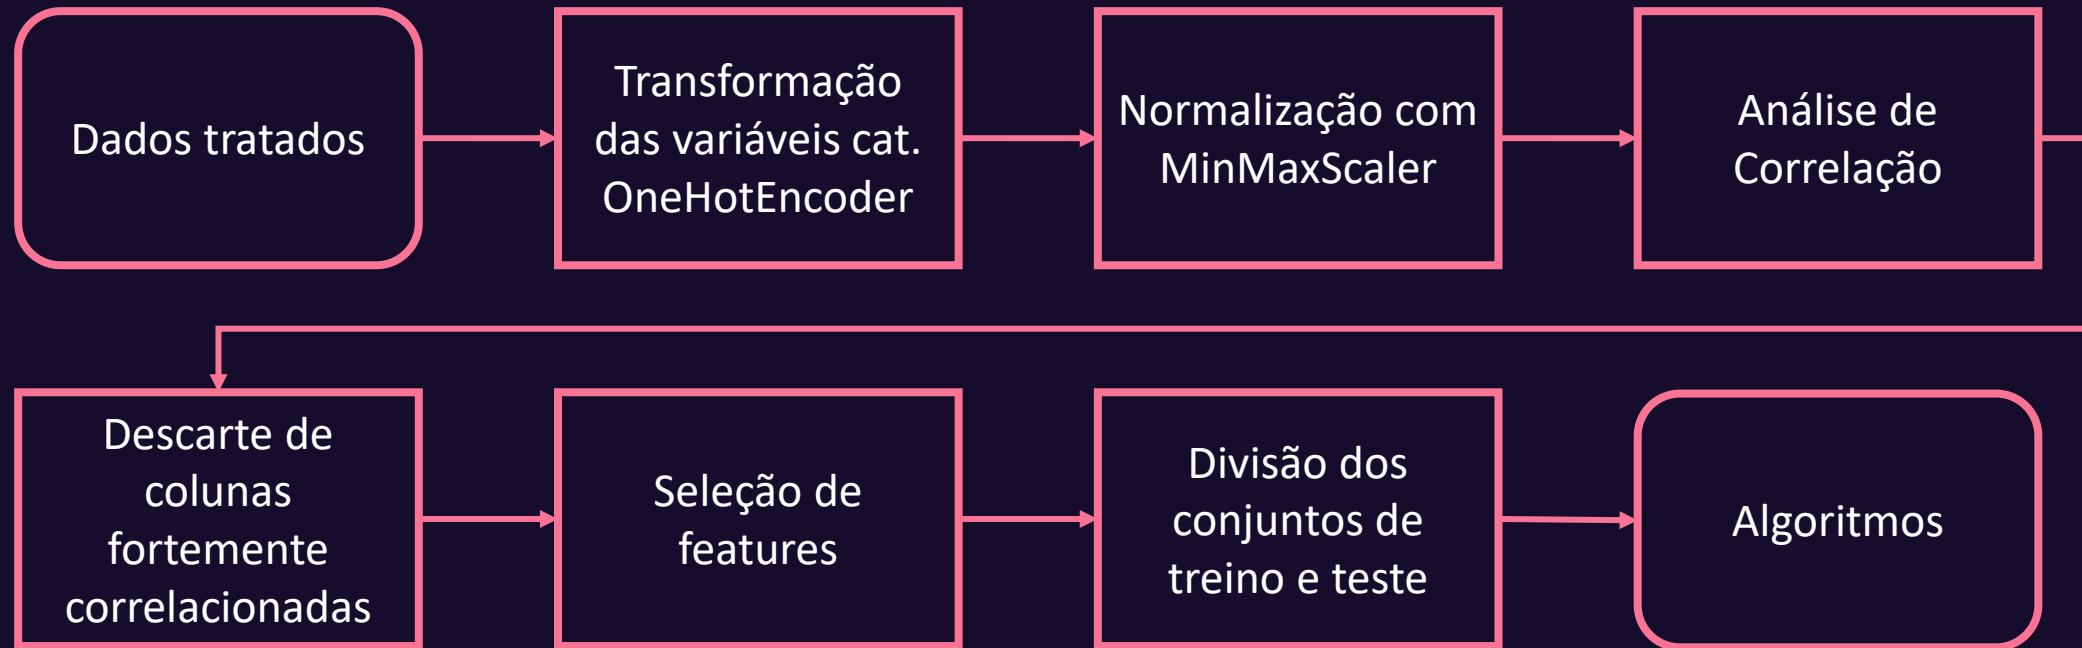 Dados tratados
Transformação
das variáveis cat.
OneHotEncoder
Normalização com
MinMaxScaler
Análise de
Correlação
Descarte de
colunas
fortemente
correlacionadas
Seleção de
features
Divisão dos
conjuntos de
treino e teste
Algoritmos